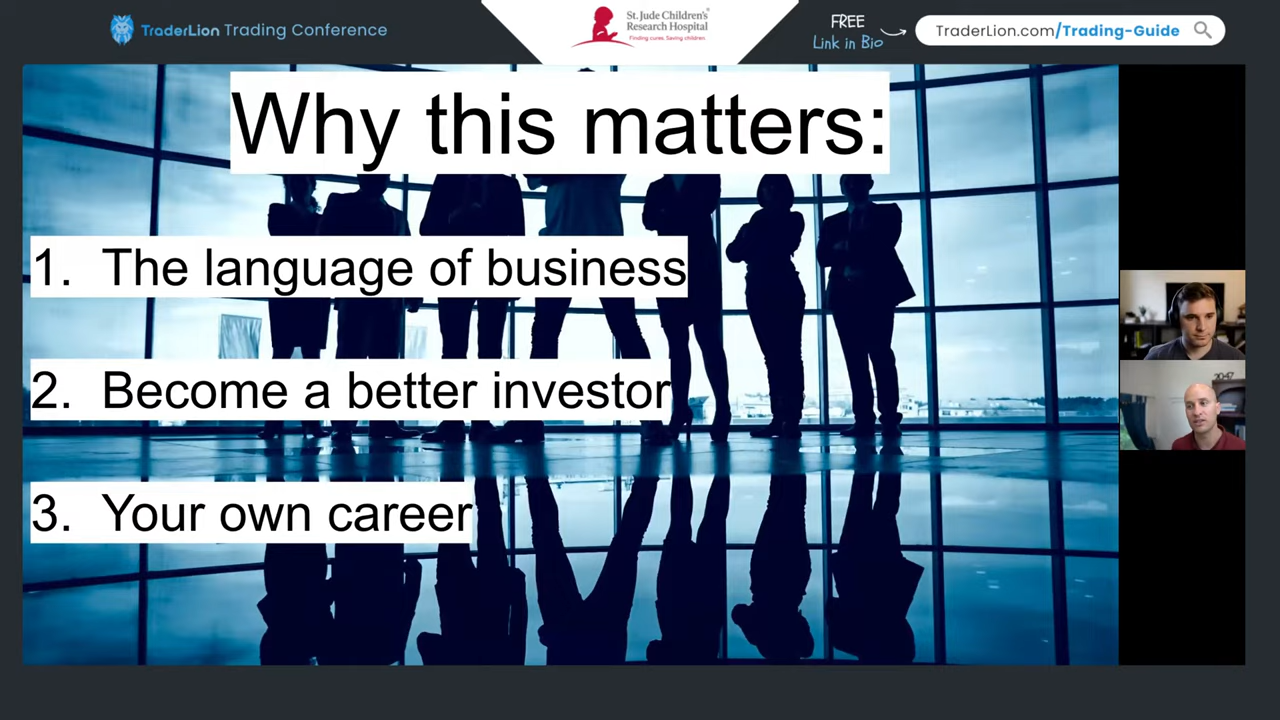 TraderLion Trading Conference
St. Jude Children's
Research Hospital
Finding cures. Saving children.
FREE
Link in Bio
TraderLion.com/Trading-Guide
Why this matters:
1. The language of business
2. Become a better investor
3. Your own career